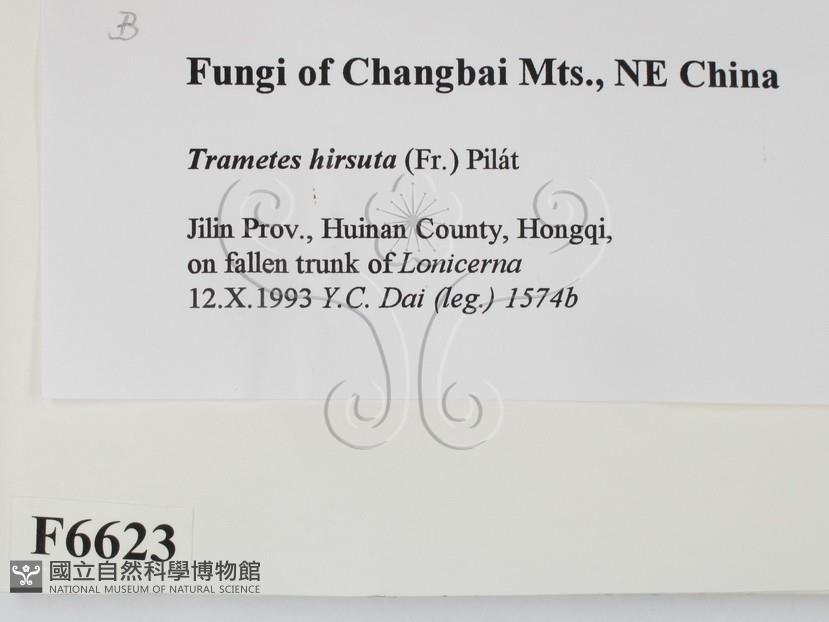 B
Fungi of Changbai Mts., NE China
Trametes hirsuta (Fr.) Pilát
Jilin Prov., Huinan County, Hongqi,
on fallen trunk of Lonicerna
12.X.1993 Y.C. Dai (leg.) 1574b
F6623
國立自然科學博物館
NATIONAL MUSEUM OF NATURAL SCIENCE